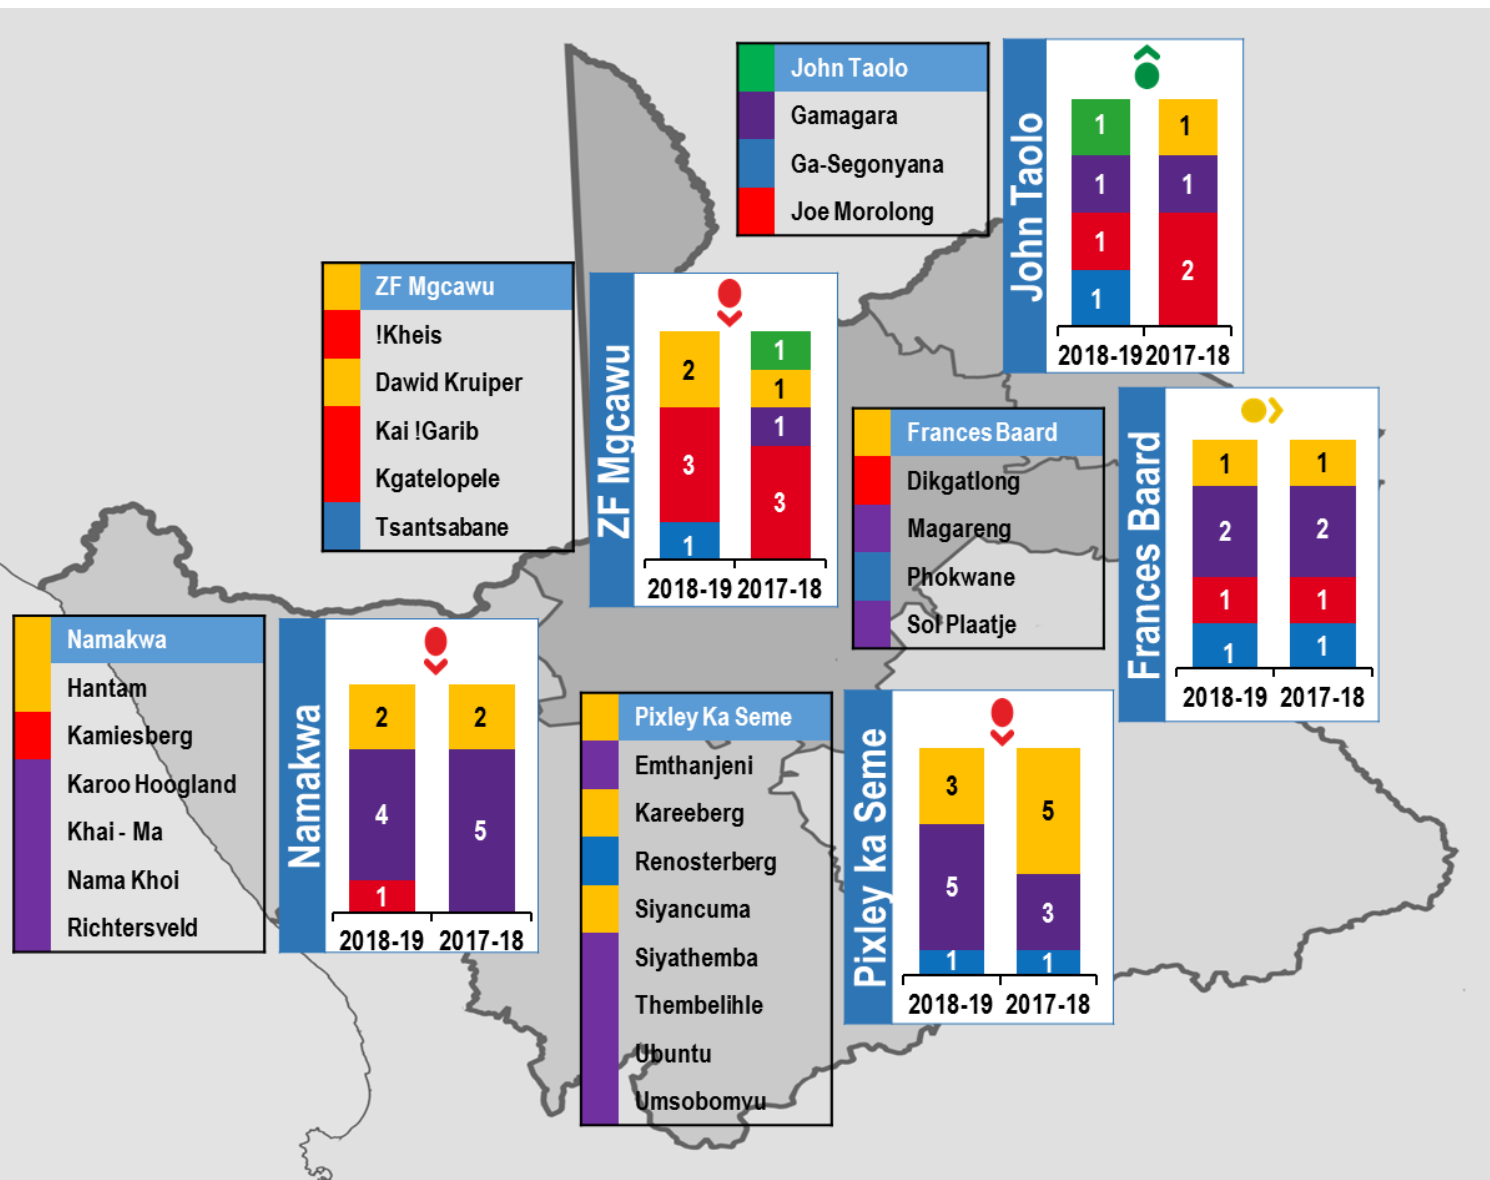 John Taolo
Gamagara
Ga-Segonyana
Joe Morolong
John Taolo
1
1
1
1
1
1
2
2018-19
2017-18
ZF Mgcawu
!Kheis
Dawid Kruiper
Kai !Garib
Kgatelopele
Tsantsabane
ZF Mgcawu
2
3
1
1
1
1
3
2018-19
2017-18
Frances Baard
Dikgatlong
Magareng
Phokwane
Sol Plaatje
Frances Baard
1
2
1
1
1
2
1
1
2018-19
2017-18
Namakwa
Hantam
Kamiesberg
Karoo Hoogland
Khai - Ma
Nama Khoi
Richtersveld
Namakwa
2
4
1
2
5
2018-19
2017-18
Pixley Ka Seme
Emthanjeni
Kareeberg
Renosterberg
Siyancuma
Siyathemba
Thembelihle
Ubuntu
Umsobomvu
Pixley ka Seme
3
5
1
5
3
1
2018-19
2017-18